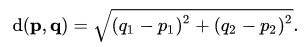 d(p,q) = √((q₁ − p₁)² + (q₂ − p₂)²).